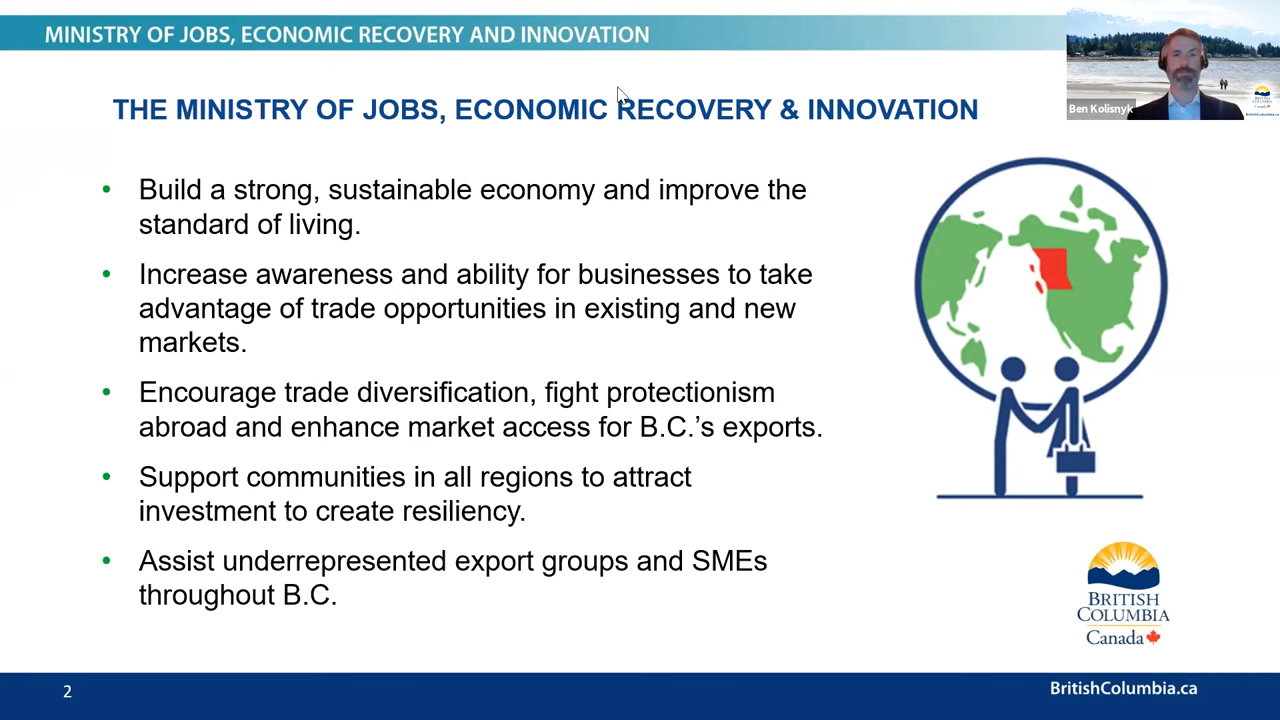 MINISTRY OF JOBS, ECONOMIC RECOVERY AND INNOVATION
THE MINISTRY OF JOBS, ECONOMIC RECOVERY & INNOVATION
Ben Kolisnyk
• Build a strong, sustainable economy and improve the
standard of living.
• Increase awareness and ability for businesses to take
advantage of trade opportunities in existing and new
markets.
• Encourage trade diversification, fight protectionism
abroad and enhance market access for B.C.’s exports.
• Support communities in all regions to attract
investment to create resiliency.
• Assist underrepresented export groups and SMEs
throughout B.C.
BRITISH
COLUMBIA
Canada
2
BritishColumbia.ca